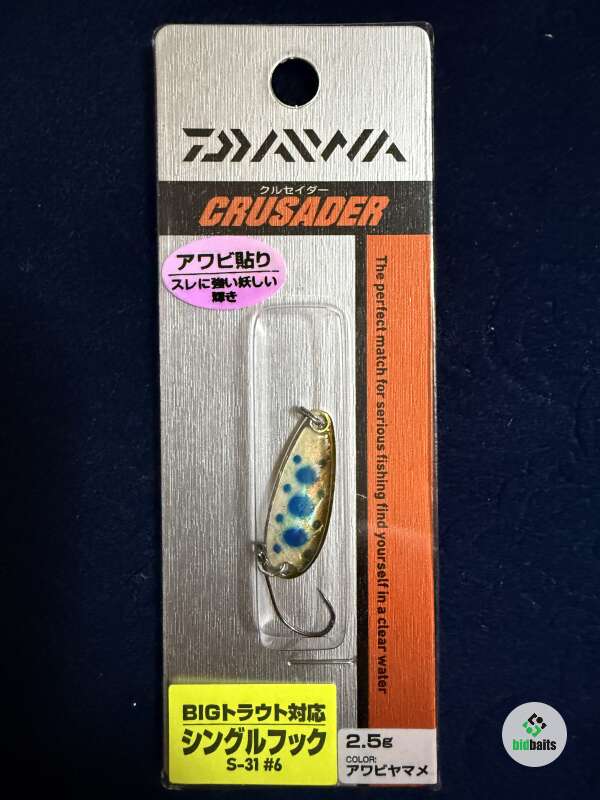 DAIWA
クルセイダー
CRUSADER
アワビ貼り
スレに強い妖しい
輝き
The perfect match for serious fishing find yourself in a clear water
BIGトラウト対応
シングルフック
S-31 #6
2.5g
COLOR:
アワビヤマメ
bidbaits